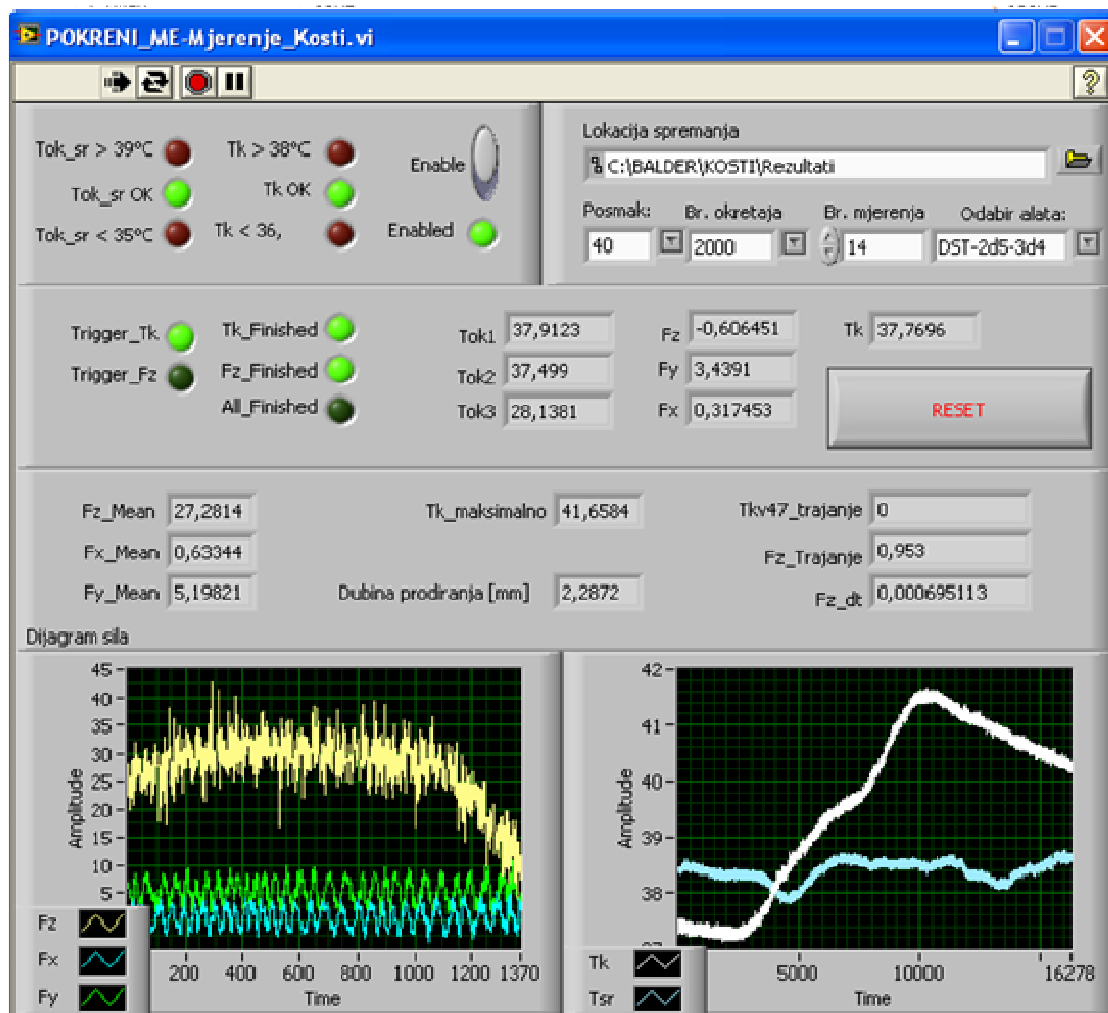 POKRENI_ME-Mjerenje_Kosti.vi
?
Tok_sr > 39°C
Tok_sr OK
Tok_sr < 35°C
Tk > 38°C
Tk OK
Tk < 36,
Enable
Enabled
Lokacija spremanja
C:\BALDER\KOSTI\Rezultati
Posmak: Br. okretaja Br. mjerenja Odabir alata:
40 2000 14 DST-2d5-3d4
Trigger_Tk
Trigger_Fz
Tk_Finished
Fz_Finished
All_Finished
Tok1 37,9123
Tok2 37,499
Tok3 28,1381
Fz -0,606451
Fy 3,4391
Fx 0,317453
Tk 37,7696
RESET
Fz_Mean 27,2814
Fx_Mean 0,63344
Fy_Mean 5,19821
Tk_maksimalno 41,6584
Dubina prodiranja [mm] 2,2872
Tkv47_trajanje 0
Fz_Trajanje 0,953
Fz_dt 0,000695113
Dijagram sila
45
40
35
30
25
20
15
10
5
Amplitude
200 400 600 800 1000 1200 1370
Time
Fz
Fx
Fy
42
41
40
39
38
Amplitude
5000 10000 16278
Time
Tk
Tsr